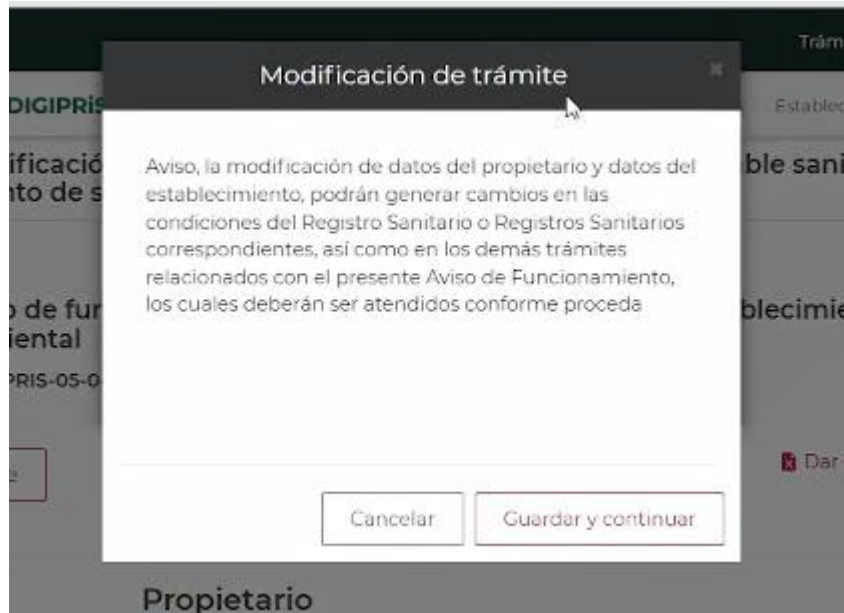 Trám
Modificación de trámite
DIGIPRiS
Establec
ificació
ble sani
nto de s
Aviso, la modificación de datos del propietario y datos del
establecimiento, podrán generar cambios en las
condiciones del Registro Sanitario o Registros Sanitarios
correspondientes, así como en los demás trámites
relacionados con el presente Aviso de Funcionamiento,
los cuales deberán ser atendidos conforme proceda
o de fur
blecimie
iental
PRIS-05-0
Dar
Cancelar
Guardar y continuar
Propietario